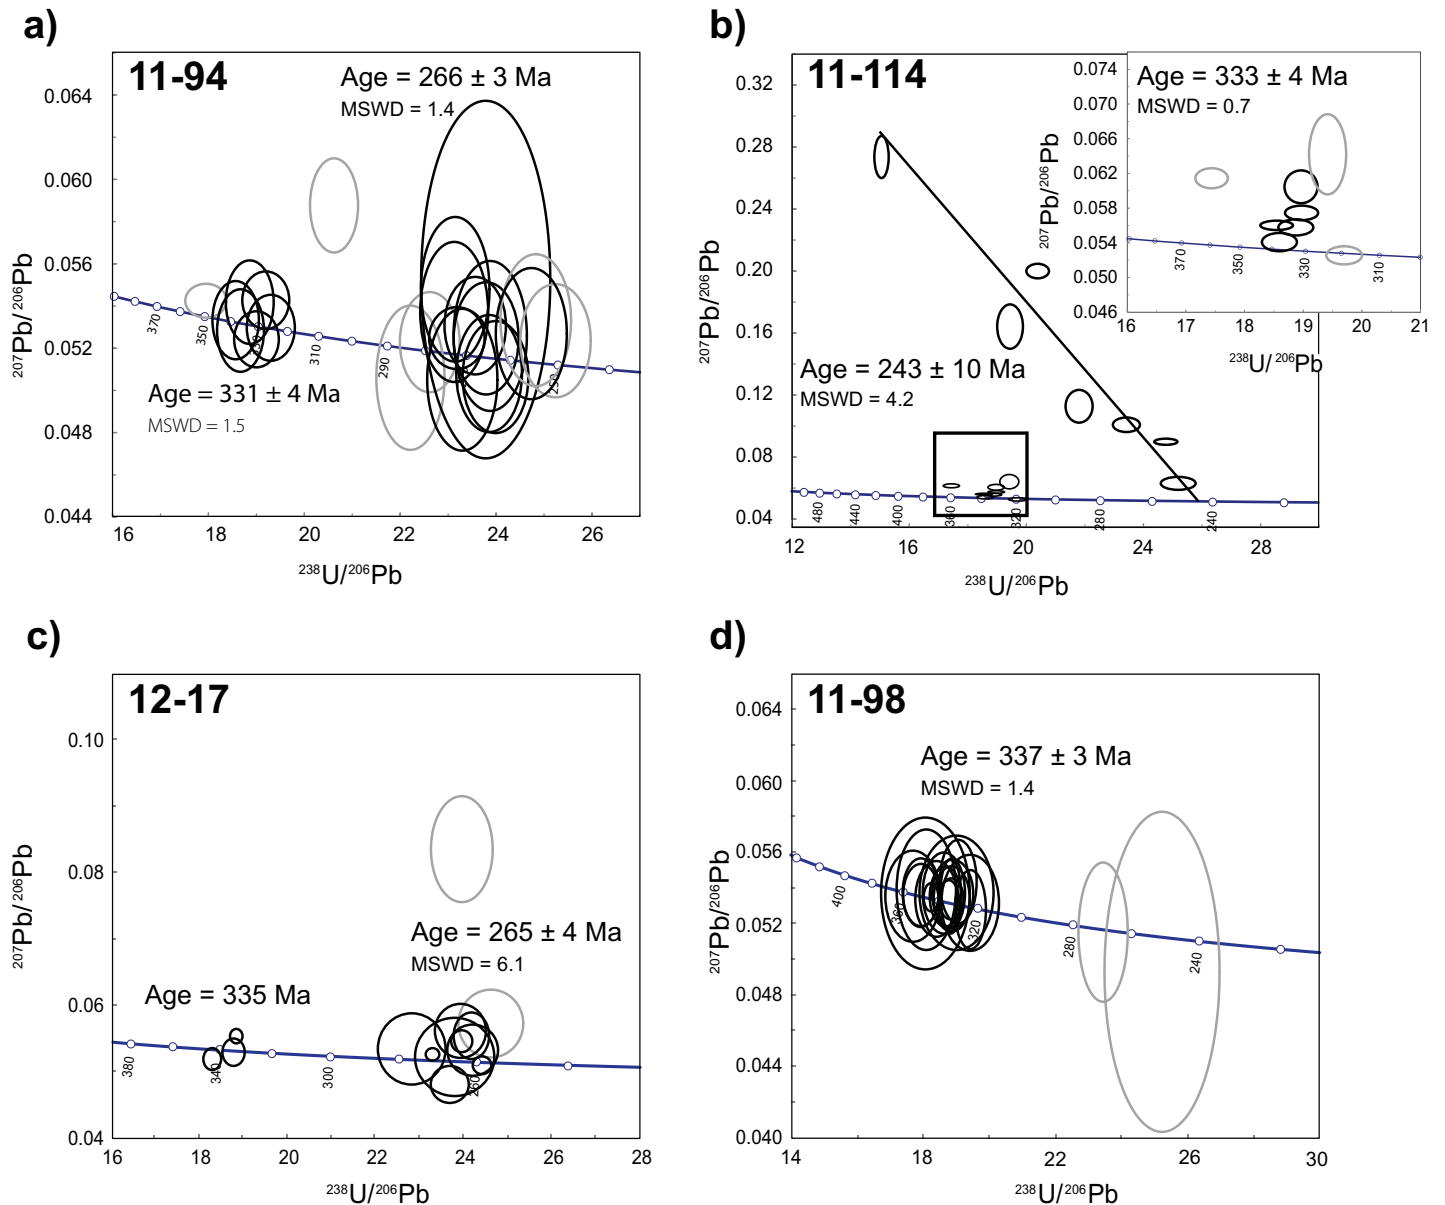 a)
11-94
Age = 266 ± 3 Ma
MSWD = 1.4
Age = 331 ± 4 Ma
MSWD = 1.5
0.064
0.060
0.056
0.052
0.048
0.044
207Pb/206Pb
370
350
330
310
290
250
16 18 20 22 24 26
238U/206Pb
b)
11-114
Age = 243 ± 10 Ma
MSWD = 4.2
0.32
0.28
0.24
0.20
0.16
0.12
0.08
0.04
207Pb/206Pb
480
440
400
360
320
280
240
12 16 20 24 28
238U/206Pb
Age = 333 ± 4 Ma
MSWD = 0.7
0.074
0.070
0.066
0.062
0.058
0.054
0.050
0.046
207Pb/206Pb
370
350
330
310
16 17 18 19 20 21
238U/206Pb
c)
12-17
Age = 265 ± 4 Ma
MSWD = 6.1
Age = 335 Ma
0.10
0.08
0.06
0.04
207Pb/206Pb
380
340
300
260
16 18 20 22 24 26 28
238U/206Pb
d)
11-98
Age = 337 ± 3 Ma
MSWD = 1.4
0.064
0.060
0.056
0.052
0.048
0.044
0.040
207Pb/206Pb
400
360
320
280
240
14 18 22 26 30
238U/206Pb